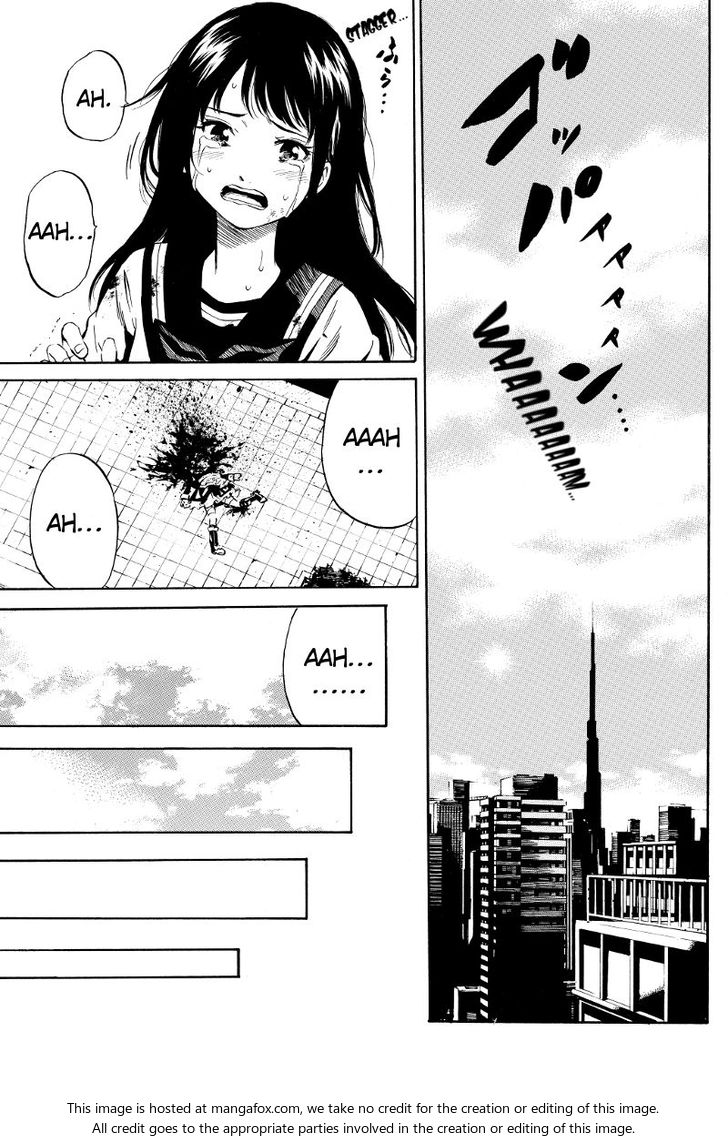 ゴッ
パァァァァン‥‥
WHAAAAAAAN...
STAGGER...
ふら…
AH.
AAH...
AAAH
...
AH...
AAH...
......
This image is hosted at mangafox.com, we take no credit for the creation or editing of this image.
All credit goes to the appropriate parties involved in the creation or editing of this image.